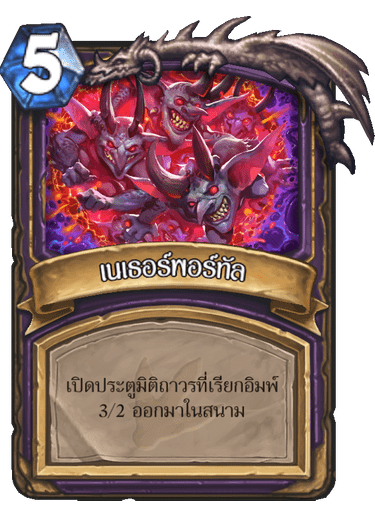 5
เนเธอร์พอร์ทัล
เปิดประตูมิติถาวรที่เรียกอิมพ์
3/2 ออกมาในสนาม